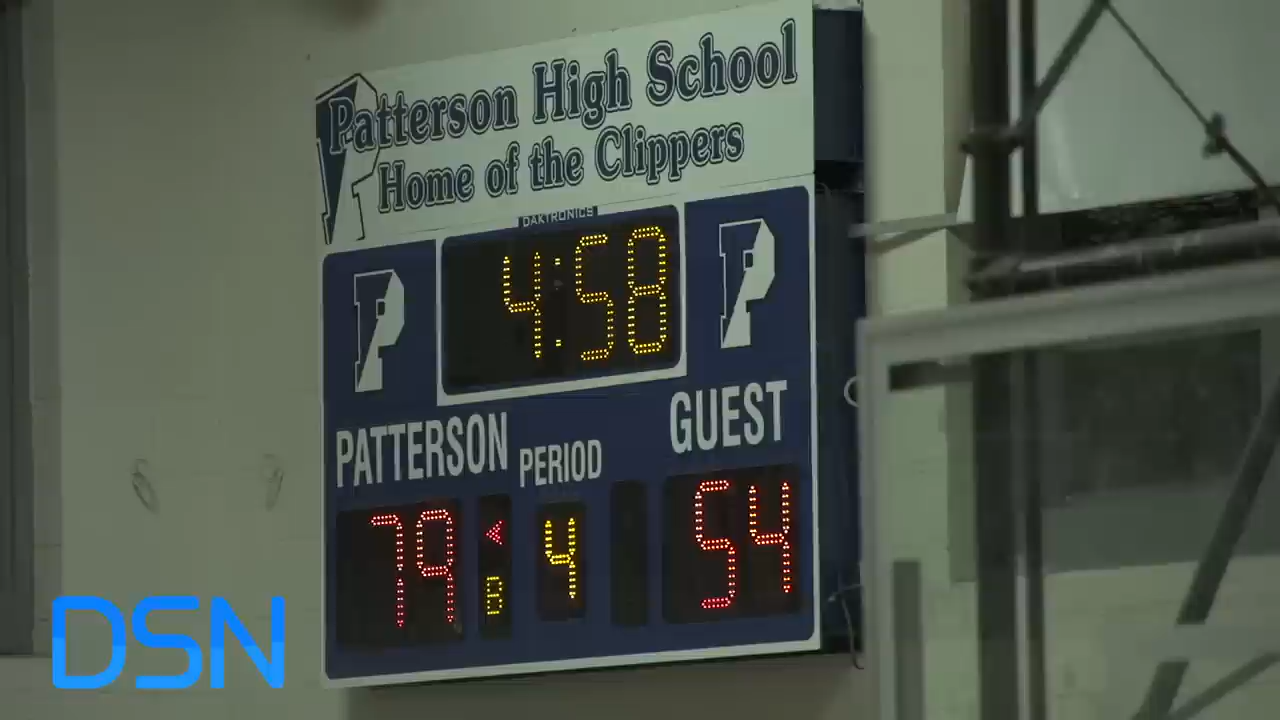 Patterson High School
Home of the Clippers
DAKTRONICS
4:58
P P
PATTERSON PERIOD GUEST
79 B 4 54
DSN